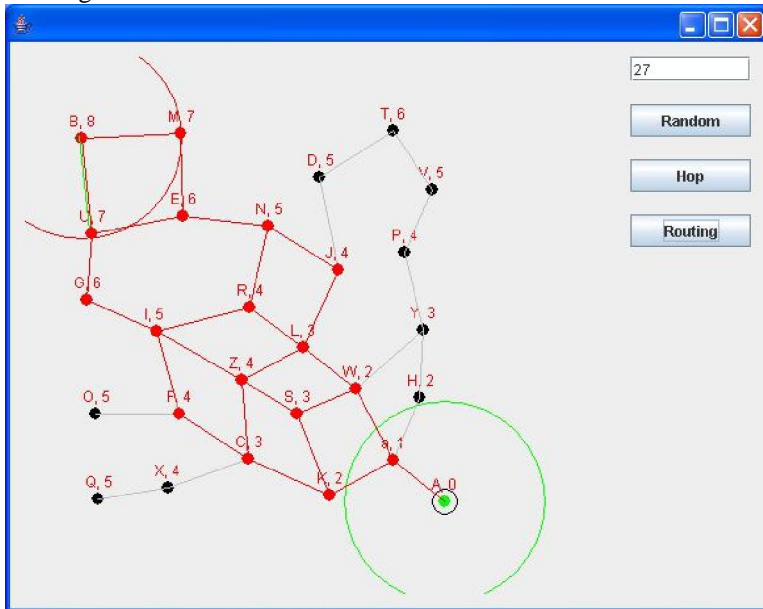 27
Random
Hop
Routing
B, 8
M, 7
T, 6
D, 5
V, 5
U, 7
E, 6
N, 5
P, 4
J, 4
G, 6
R, 4
I, 5
Y, 3
L, 3
Z, 4
W, 2
O, 5
F, 4
S, 3
H, 2
C, 3
a, 1
Q, 5
X, 4
K, 2
A, 0